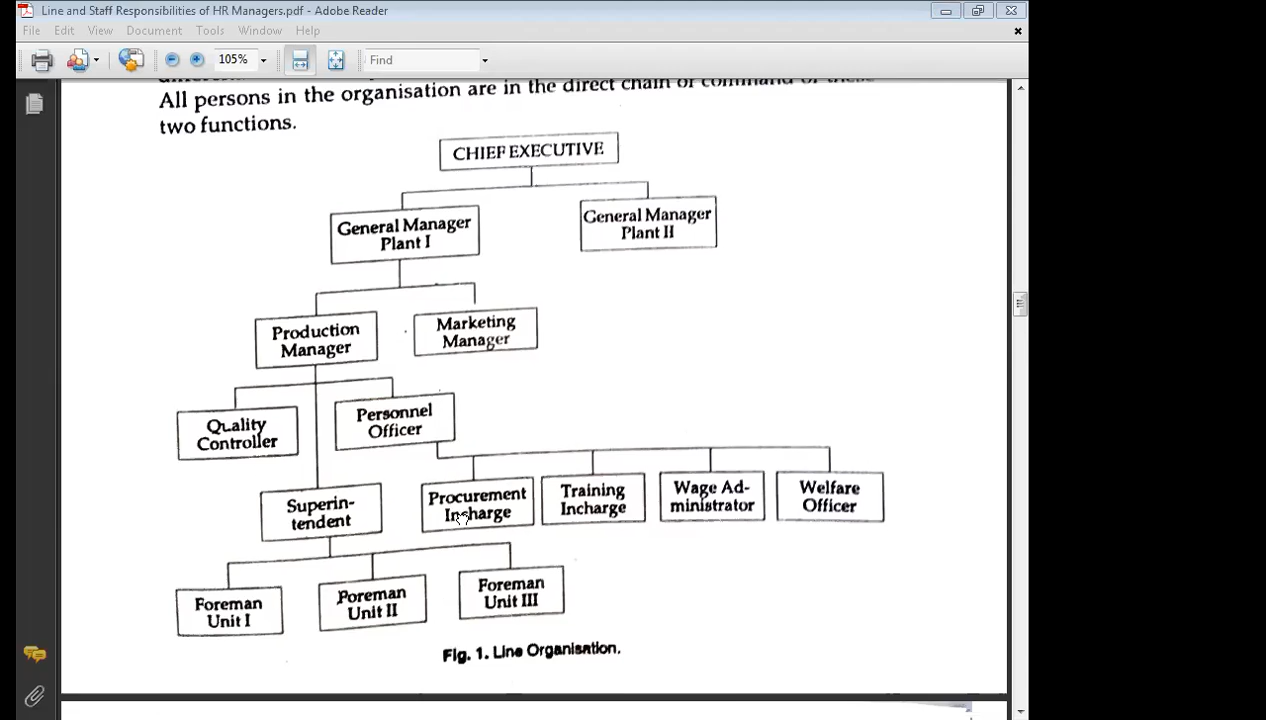 Line and Staff Responsibilities of HR Managers.pdf - Adobe Reader
File Edit View Document Tools Window Help
105%
Find
All persons in the organisation are in the direct chain of command of these
two functions.
CHIEF EXECUTIVE
General Manager
Plant I
General Manager
Plant II
Production
Manager
Marketing
Manager
Quality
Controller
Personnel
Officer
Superin-
tendent
Procurement
Incharge
Training
Incharge
Wage Ad-
ministrator
Welfare
Officer
Foreman
Unit I
Foreman
Unit II
Foreman
Unit III
Fig. 1. Line Organisation.